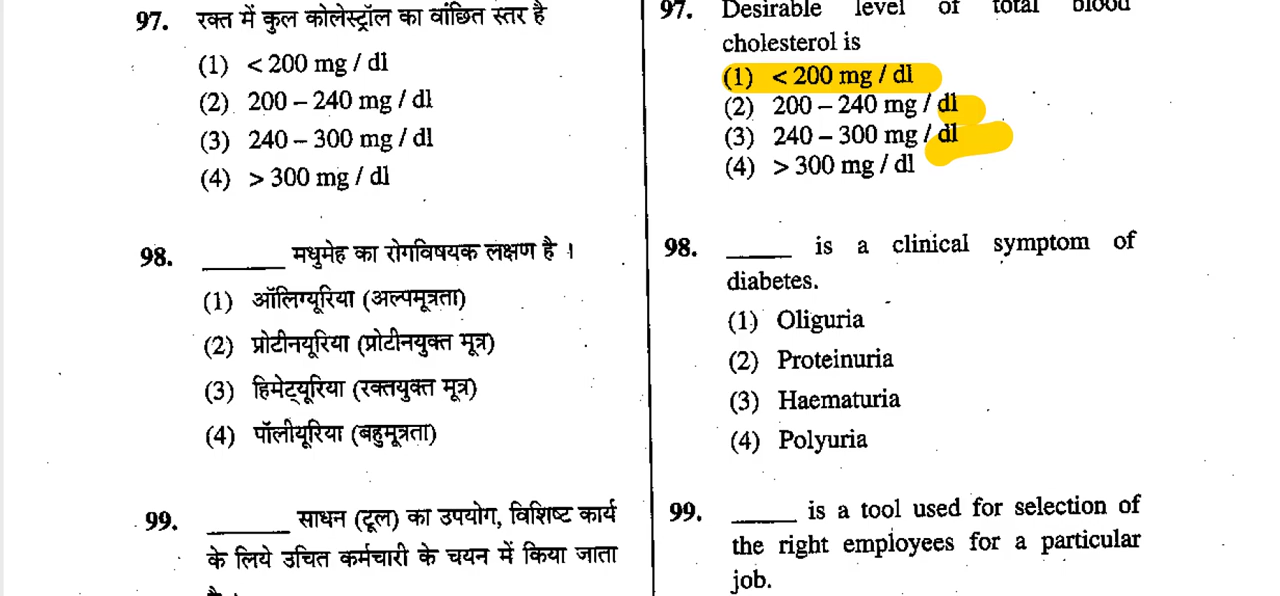 97. रक्त में कुल कोलेस्ट्रॉल का वांछित स्तर है
(1) < 200 mg / dl
(2) 200 – 240 mg / dl
(3) 240 – 300 mg / dl
(4) > 300 mg / dl
98. ______ मधुमेह का रोगविषयक लक्षण है ।
(1) ऑलिग्यूरिया (अल्पमूत्रता)
(2) प्रोटीनयूरिया (प्रोटीनयुक्त मूत्र)
(3) हिमेट्यूरिया (रक्तयुक्त मूत्र)
(4) पॉलीयूरिया (बहुमूत्रता)
99. ______ साधन (टूल) का उपयोग, विशिष्ट कार्य
के लिये उचित कर्मचारी के चयन में किया जाता
है ।
97. Desirable level of total blood
cholesterol is
(1) < 200 mg / dl
(2) 200 – 240 mg / dl
(3) 240 – 300 mg / dl
(4) > 300 mg / dl
98. _____ is a clinical symptom of
diabetes.
(1) Oliguria
(2) Proteinuria
(3) Haematuria
(4) Polyuria
99. _____ is a tool used for selection of
the right employees for a particular
job.